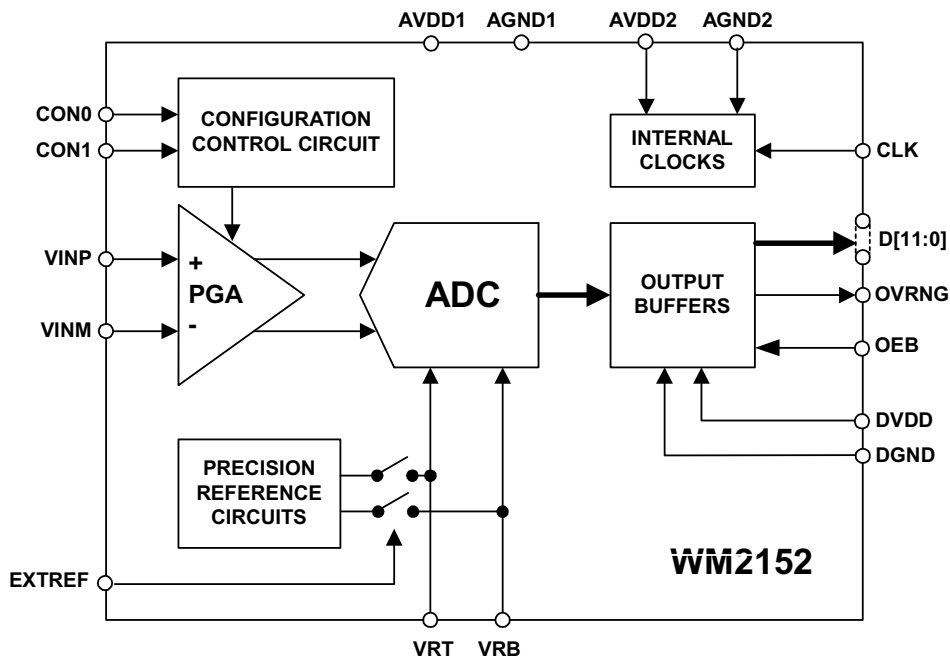 AVDD1 AGND1 AVDD2 AGND2
CON0
CON1
CONFIGURATION
CONTROL CIRCUIT
INTERNAL
CLOCKS
CLK
VINP
VINM
+
PGA
-
ADC
OUTPUT
BUFFERS
D[11:0]
OVRNG
OEB
DVDD
DGND
PRECISION
REFERENCE
CIRCUITS
EXTREF
WM2152
VRT VRB